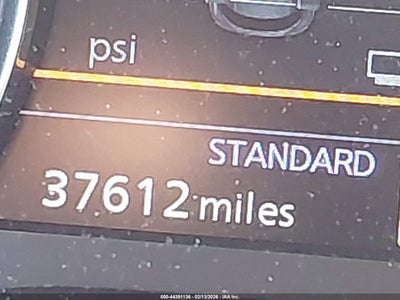 psi
STANDARD
37612 miles
000-44391136 - 02/13/2026 - IAA Inc.